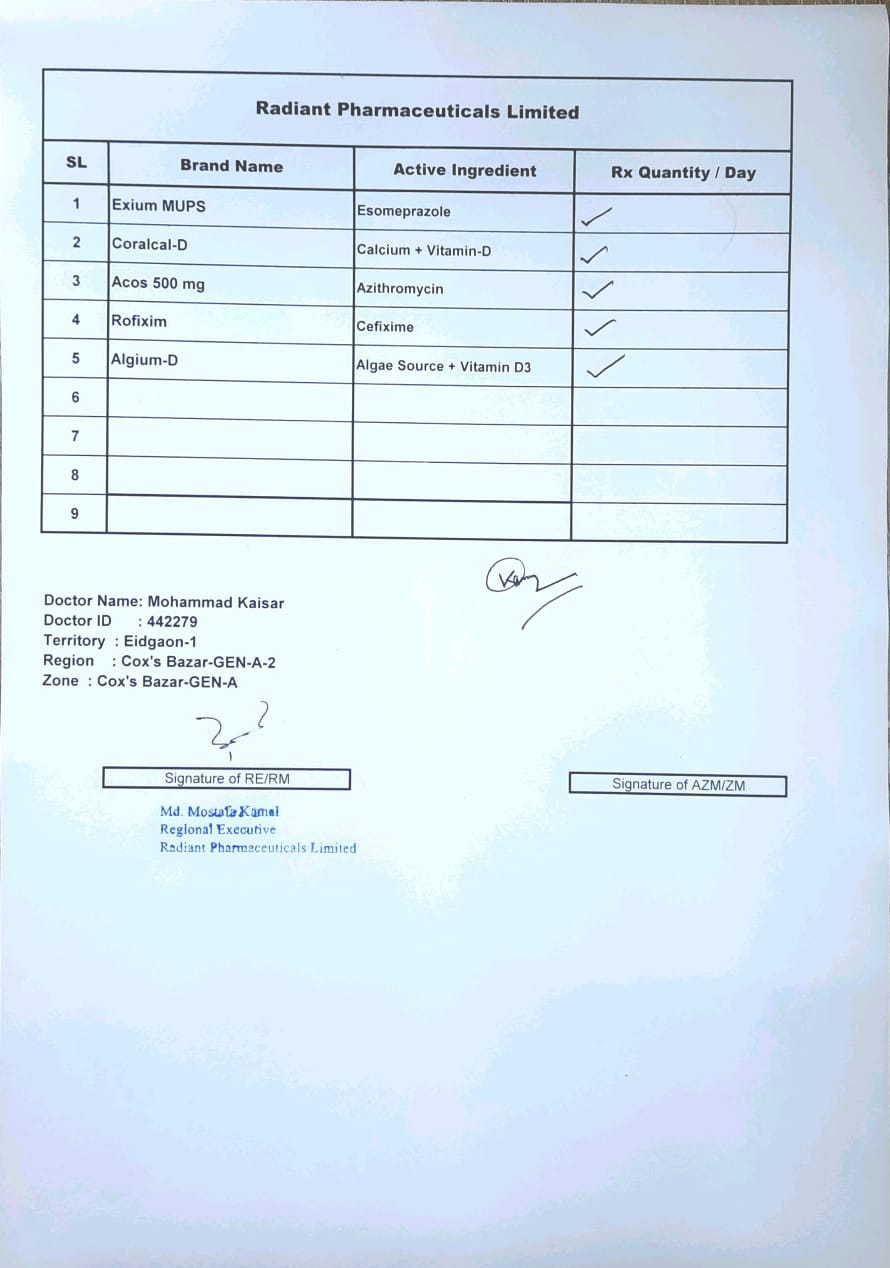 Radiant Pharmaceuticals Limited
SL Brand Name Active Ingredient Rx Quantity / Day
1 Exium MUPS Esomeprazole ✓
2 Coralcal-D Calcium + Vitamin-D ✓
3 Acos 500 mg Azithromycin ✓
4 Rofixim Cefixime ✓
5 Algium-D Algae Source + Vitamin D3 ✓
6
7
8
9
Doctor Name: Mohammad Kaisar
Doctor ID : 442279
Territory : Eidgaon-1
Region : Cox's Bazar-GEN-A-2
Zone : Cox's Bazar-GEN-A
Signature of RE/RM
Signature of AZM/ZM
Md. Mostafa Kamal
Regional Executive
Radiant Pharmaceuticals Limited